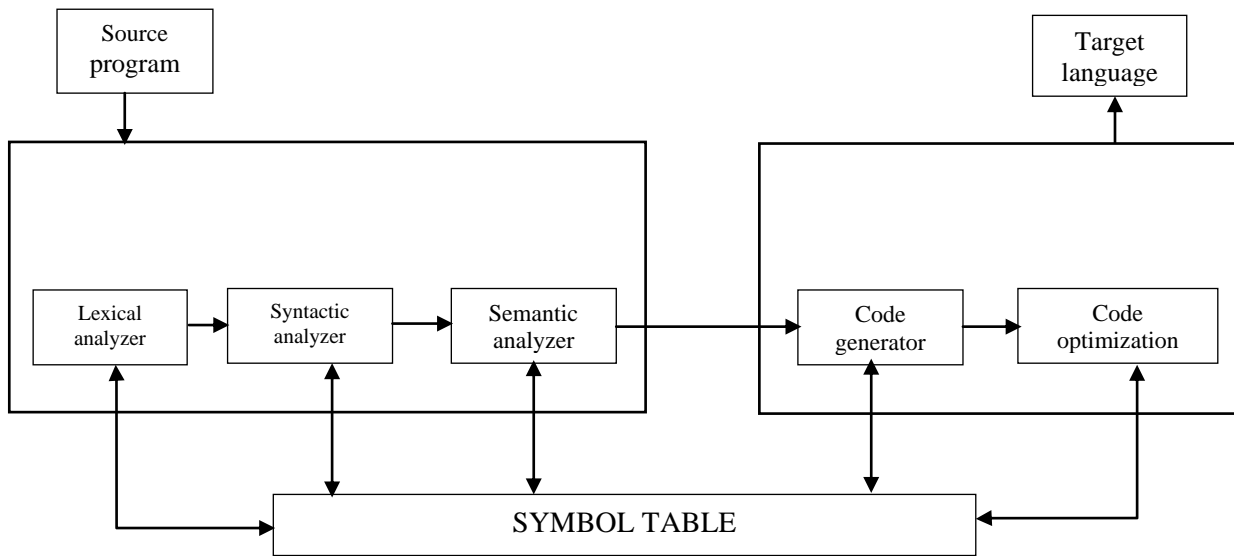 Source
program
Target
language
Lexical
analyzer
Syntactic
analyzer
Semantic
analyzer
Code
generator
Code
optimization
SYMBOL TABLE